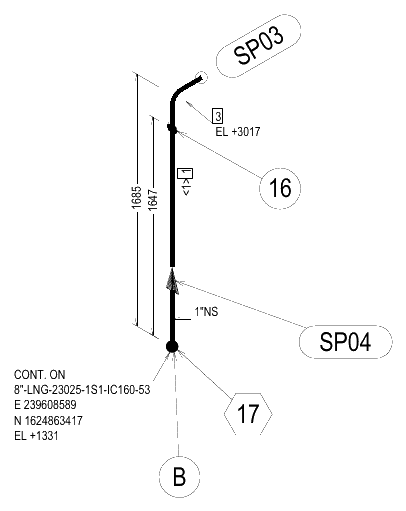 SP03
3
EL +3017
16
1
<1>
1685
1647
1"NS
SP04
CONT. ON
8"-LNG-23025-1S1-IC160-53
E 239608589
N 1624863417
EL +1331
17
B